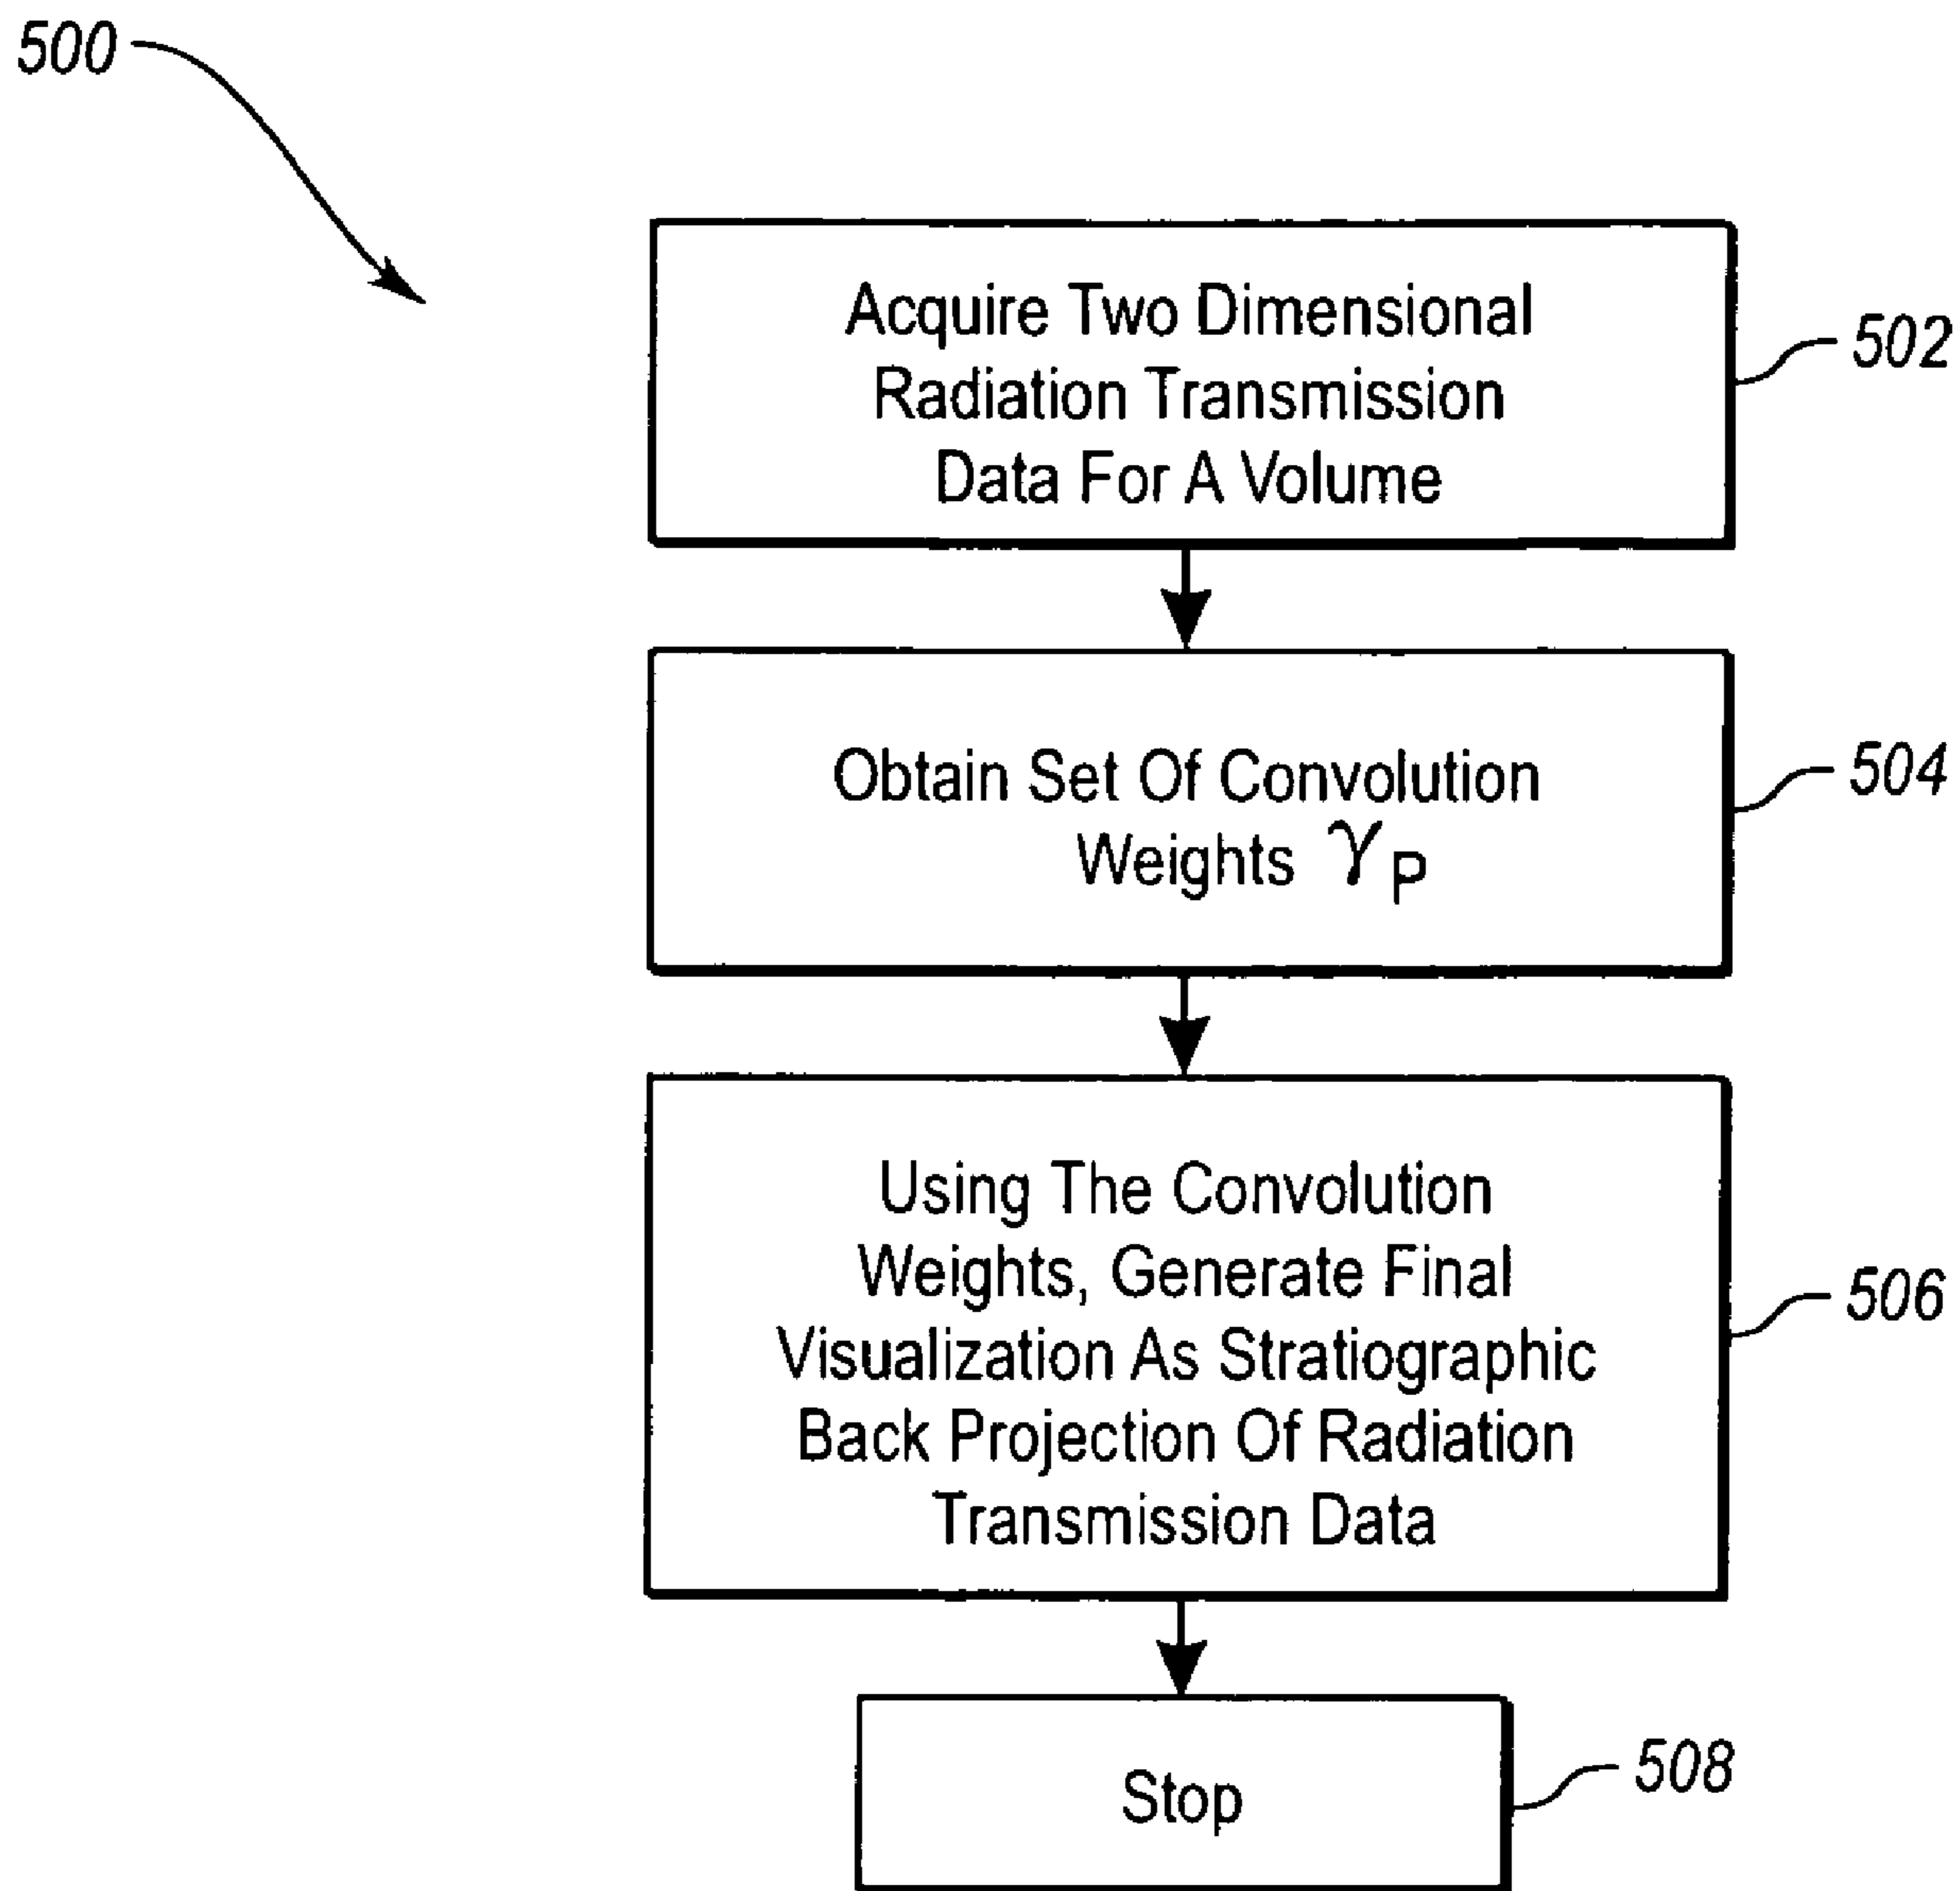 500
Acquire Two Dimensional
Radiation Transmission
Data For A Volume
502
Obtain Set Of Convolution
Weights γP
504
Using The Convolution
Weights, Generate Final
Visualization As Stratiographic
Back Projection Of Radiation
Transmission Data
506
Stop
508